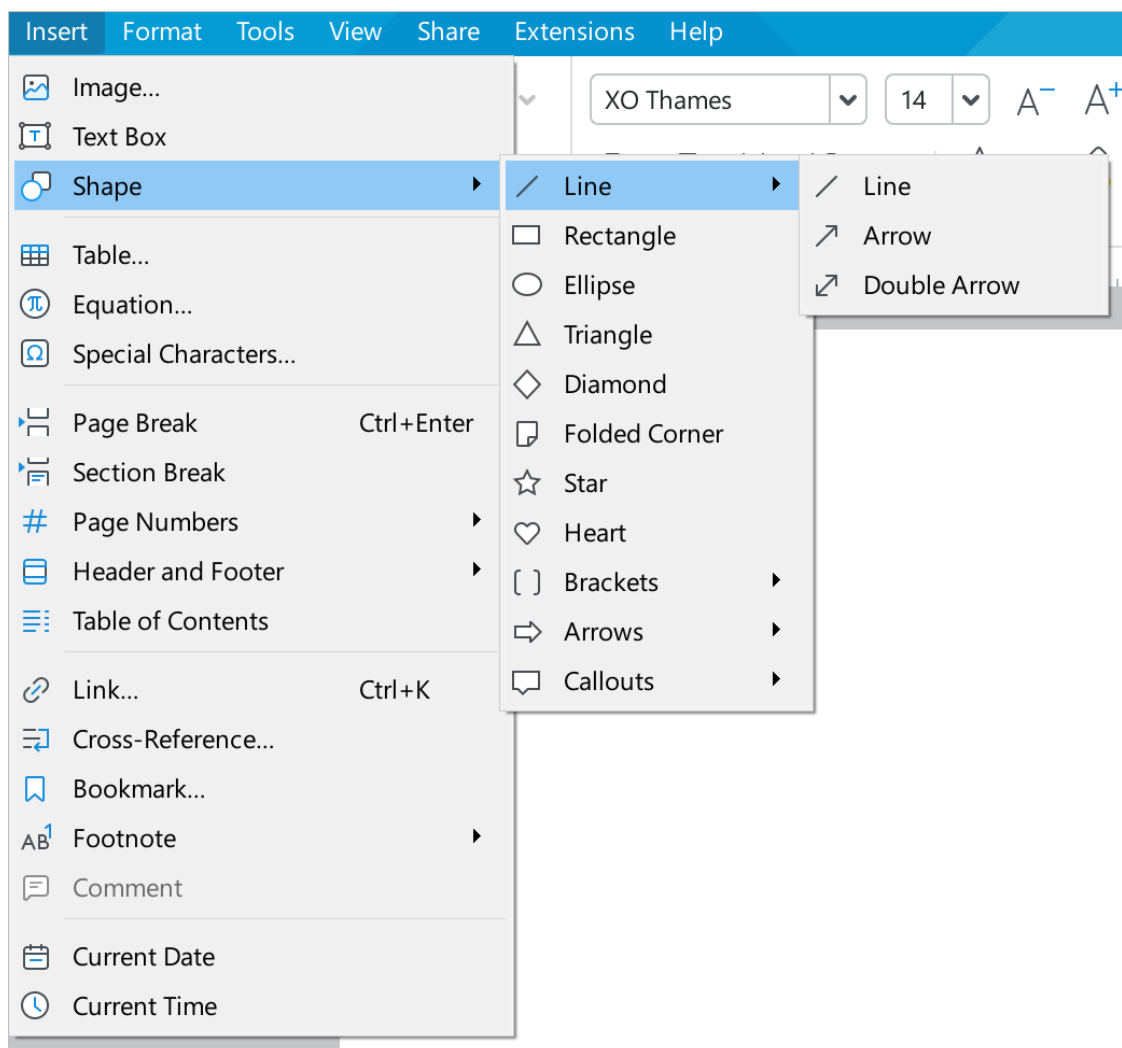 Insert Format Tools View Share Extensions Help
XO Thames 14 A− A+
Image...
Text Box
Shape
Table...
Equation...
Special Characters...
Page Break Ctrl+Enter
Section Break
Page Numbers
Header and Footer
Table of Contents
Link... Ctrl+K
Cross-Reference...
Bookmark...
AB1 Footnote
Comment
Current Date
Current Time
Line
Rectangle
Ellipse
Triangle
Diamond
Folded Corner
Star
Heart
Brackets
Arrows
Callouts
Line
Arrow
Double Arrow